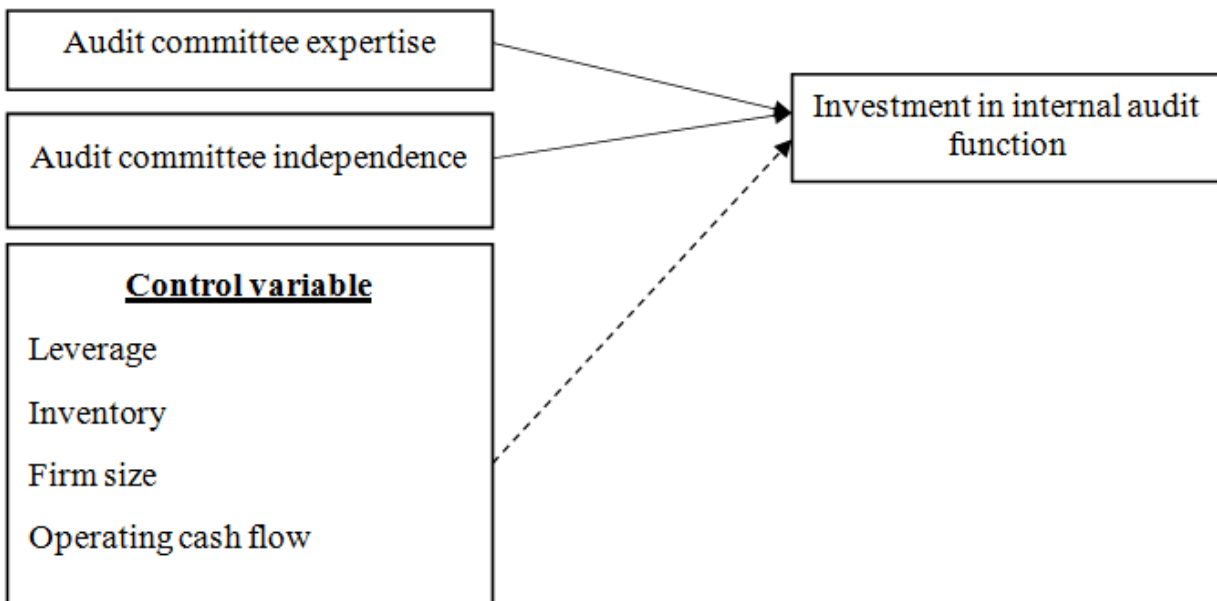 Audit committee expertise
Audit committee independence
Control variable
Leverage
Inventory
Firm size
Operating cash flow
Investment in internal audit
function